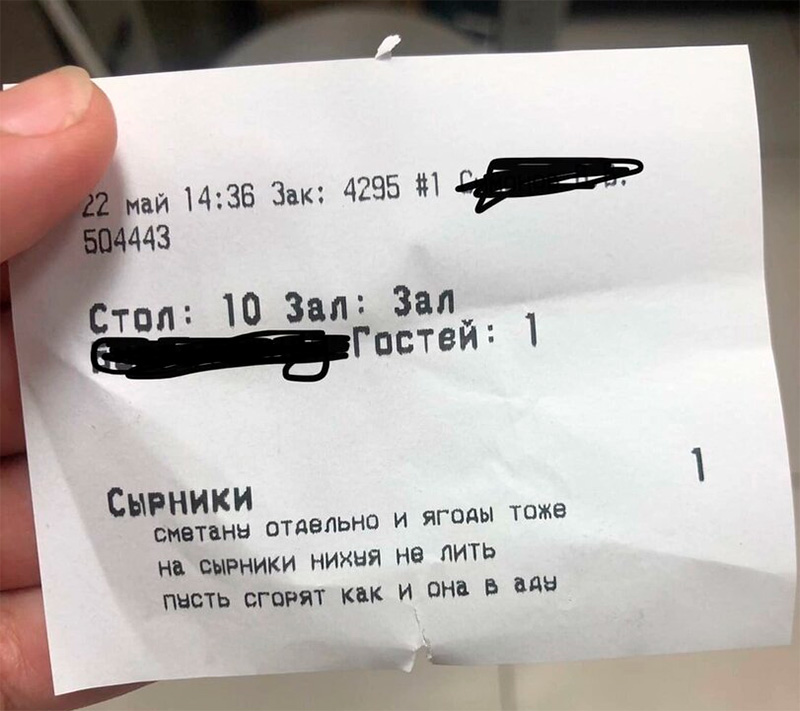 22 май 14:36 Зак: 4295 #1
504443
Стол: 10 Зал: Зал
Гостей: 1
Сырники 1
сметану отдельно и ягоды тоже
на сырники нихуя не лить
пусть сгорят как и она в аду